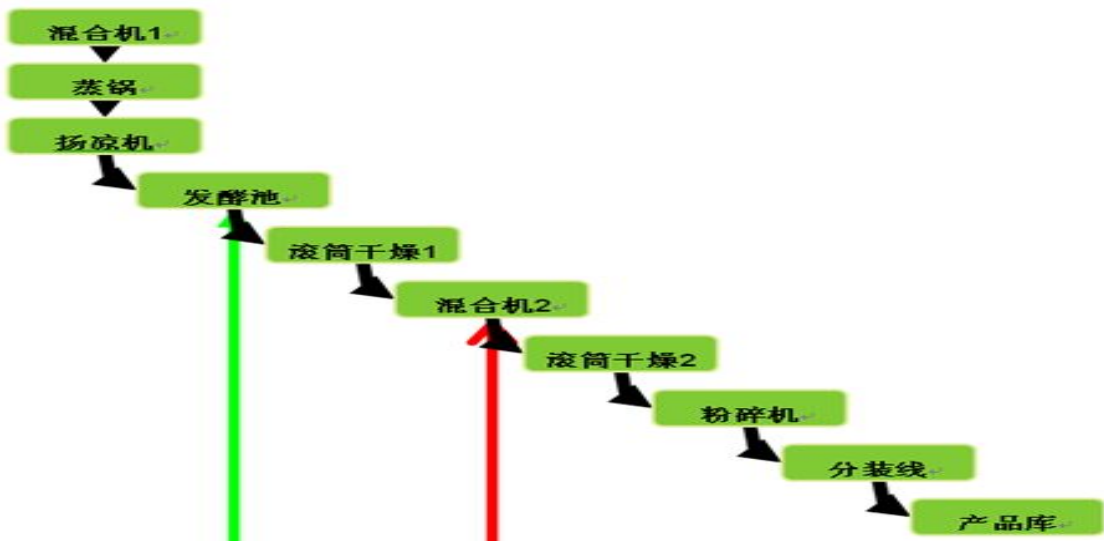 混合机1
蒸锅
扬凉机
发酵池
滚筒干燥1
混合机2
滚筒干燥2
粉碎机
分装线
产品库